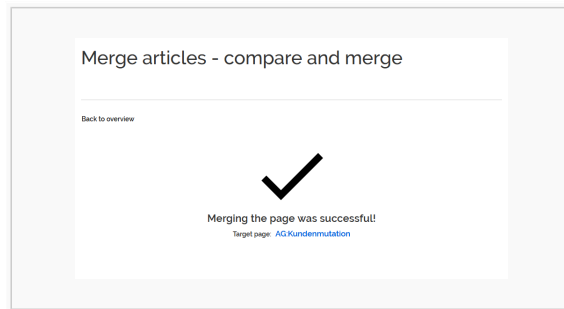 Merge articles - compare and merge
Back to overview
Merging the page was successful!
Target page: AG:Kundenmutation